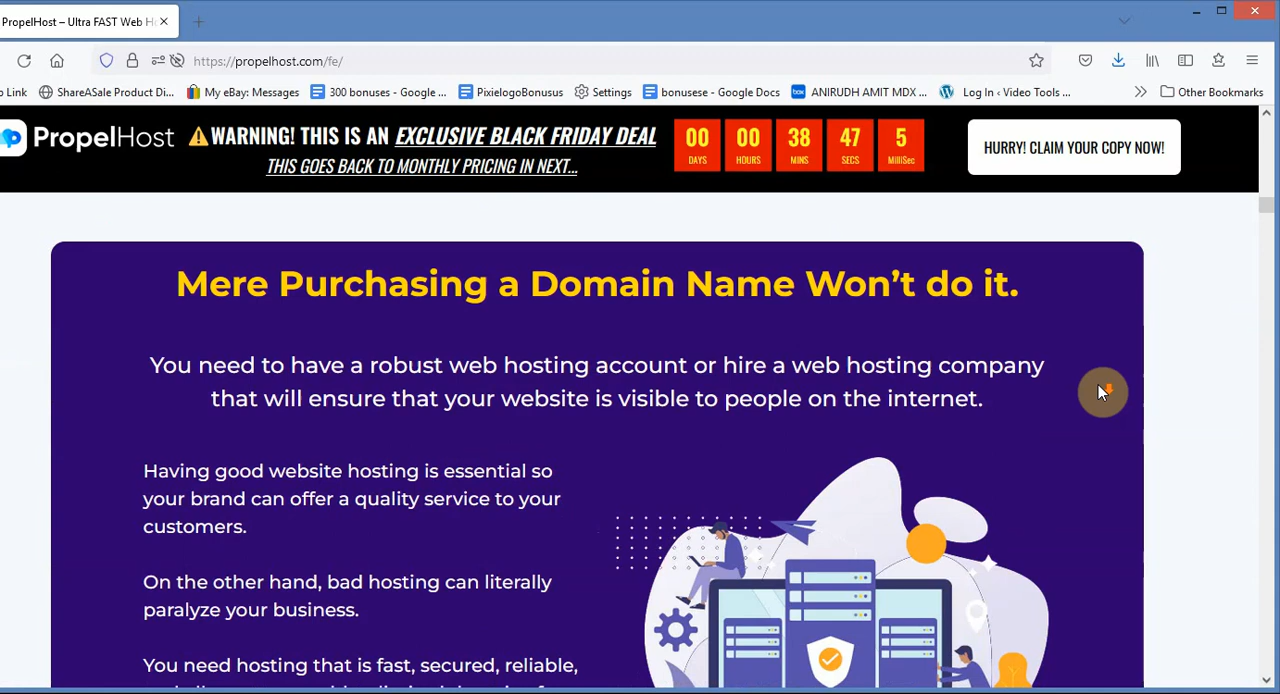 PropelHost – Ultra FAST Web H
https://propelhost.com/fe/
o Link
ShareASale Product Di...
My eBay: Messages
300 bonuses - Google ...
PixielogoBonus
Settings
bonusese - Google Docs
box
ANIRUDH AMIT MDX ...
Log In ‹ Video Tools ...
Other Bookmarks
PropelHost
WARNING! THIS IS AN EXCLUSIVE BLACK FRIDAY DEAL
THIS GOES BACK TO MONTHLY PRICING IN NEXT...
00 00 38 47 5
DAYS HOURS MINS SECS MilliSec
HURRY! CLAIM YOUR COPY NOW!
Mere Purchasing a Domain Name Won’t do it.
You need to have a robust web hosting account or hire a web hosting company
that will ensure that your website is visible to people on the internet.
Having good website hosting is essential so
your brand can offer a quality service to your
customers.
On the other hand, bad hosting can literally
paralyze your business.
You need hosting that is fast, secured, reliable,